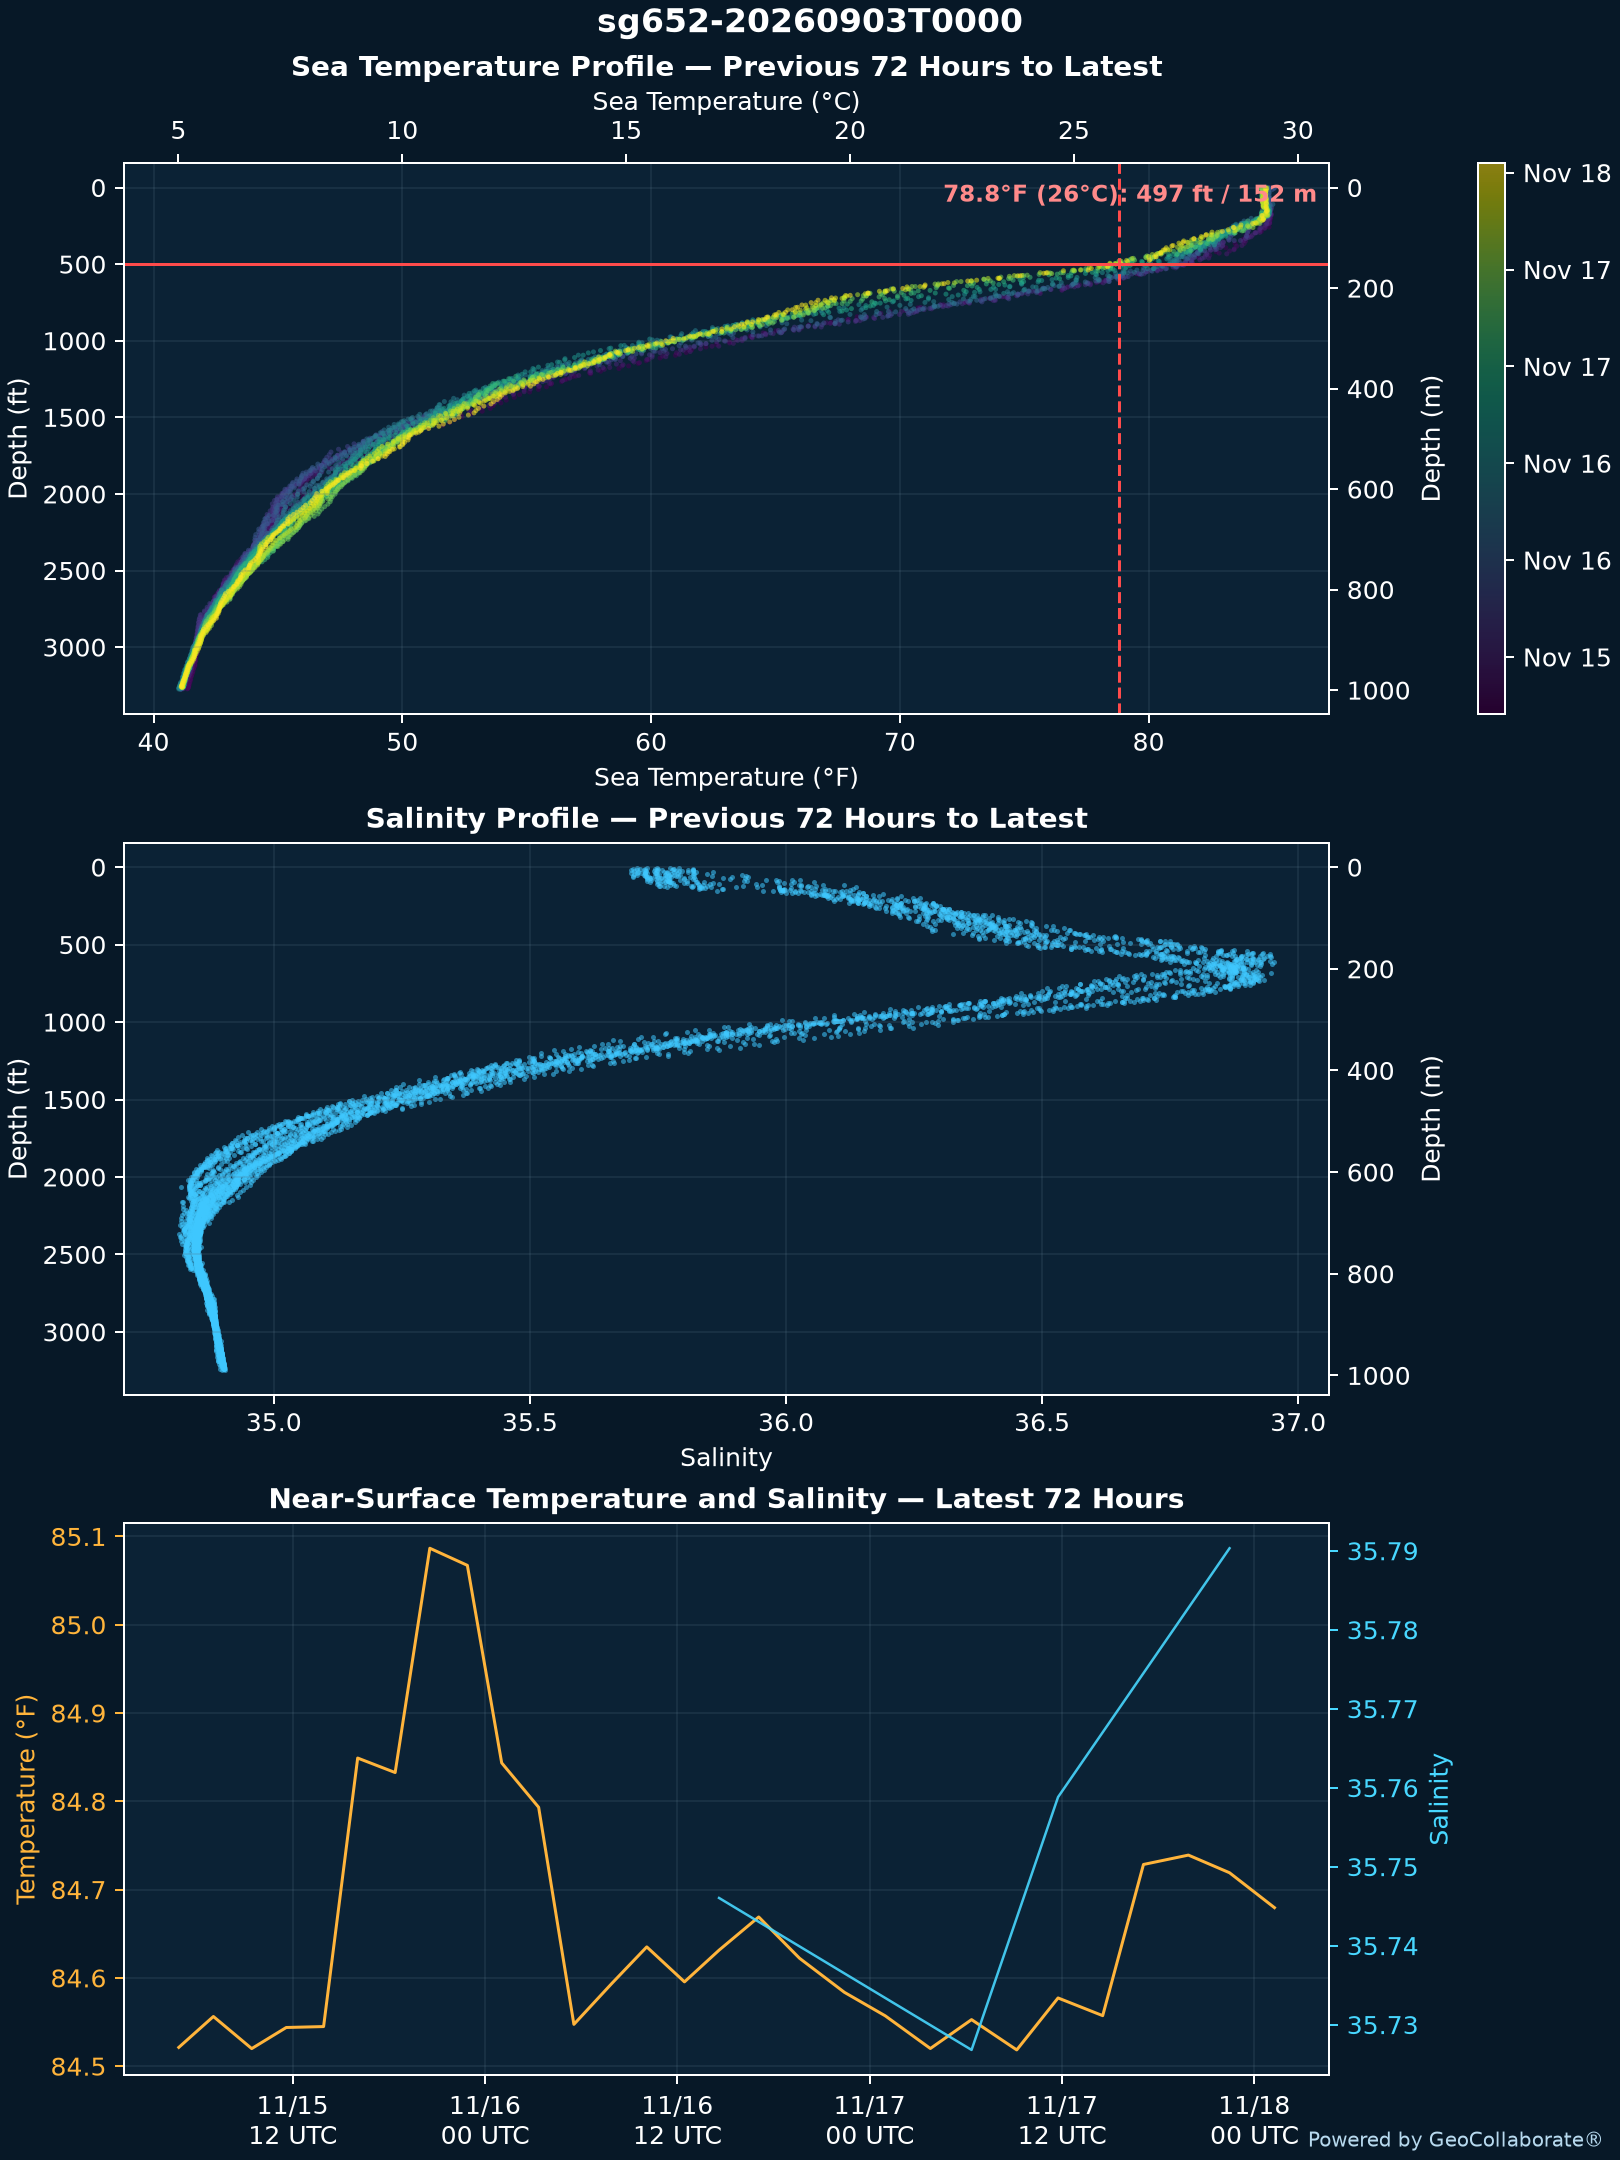 sg652-20260903T0000
Sea Temperature Profile — Previous 72 Hours to Latest
Sea Temperature (°C)
5 10 15 20 25 30
78.8°F (26°C): 497 ft / 152 m
0
500
1000
1500
2000
2500
3000
Depth (ft)
0
200
400
600
800
1000
Depth (m)
Nov 18
Nov 17
Nov 17
Nov 16
Nov 16
Nov 15
40 50 60 70 80
Sea Temperature (°F)
Salinity Profile — Previous 72 Hours to Latest
0
500
1000
1500
2000
2500
3000
Depth (ft)
0
200
400
600
800
1000
Depth (m)
35.0 35.5 36.0 36.5 37.0
Salinity
Near-Surface Temperature and Salinity — Latest 72 Hours
85.1
85.0
84.9
84.8
84.7
84.6
84.5
Temperature (°F)
35.79
35.78
35.77
35.76
35.75
35.74
35.73
Salinity
11/15 11/16 11/16 11/17 11/17 11/18
12 UTC 00 UTC 12 UTC 00 UTC 12 UTC 00 UTC
Powered by GeoCollaborate®